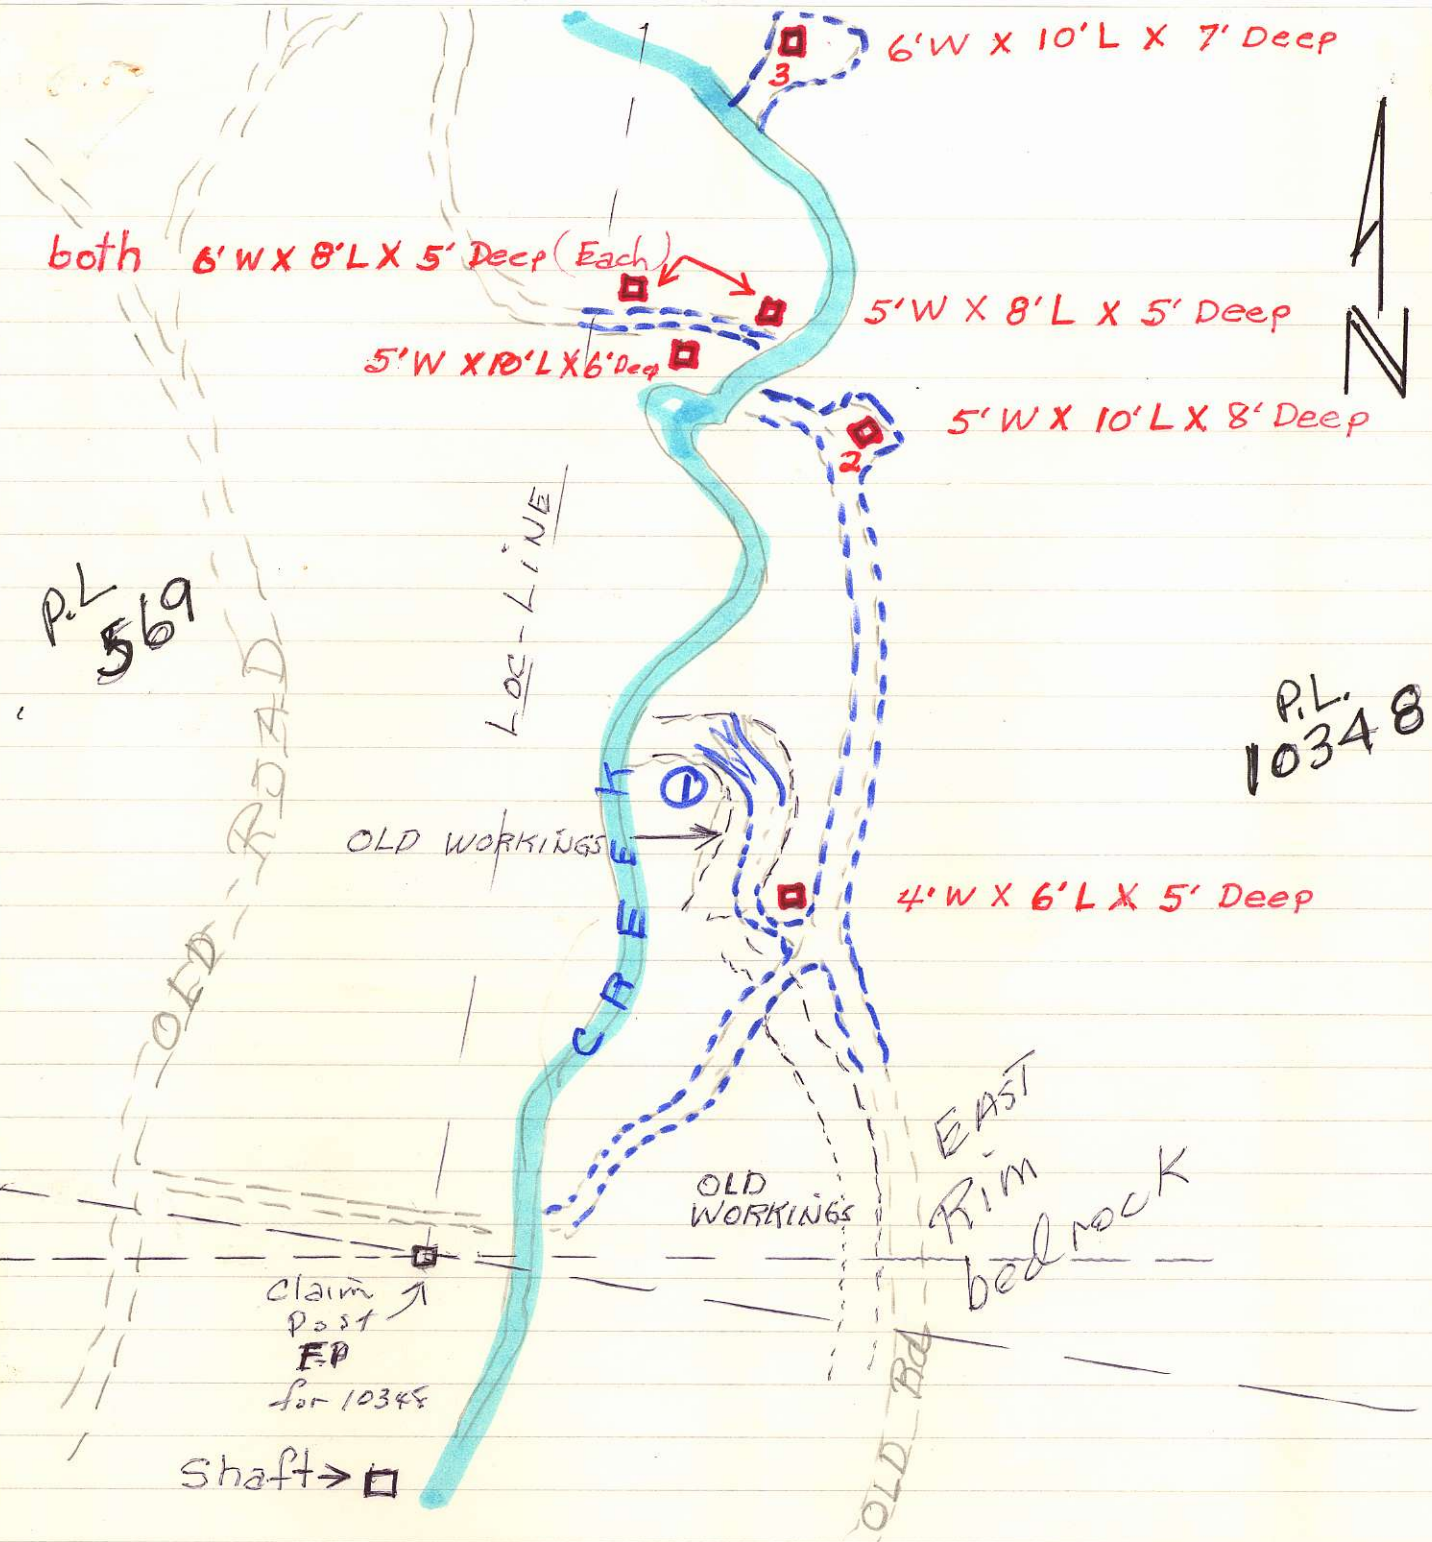 3
6'W X 10'L X 7' Deep
both 6'W X 8'L X 5' Deep (Each)
5'W X 8'L X 5' Deep
N
5'W X 10'L X 6' Deep
5'W X 10'L X 8' Deep
2
LOC-LINE
P.L
569
P.L.
10348
OLD ROAD
1
OLD WORKINGS
CREEK
4'W X 6'L X 5' Deep
EAST
Rim
bedrock
OLD
WORKINGS
Claim
Post
FP
for 10348
OLD Rd
Shaft